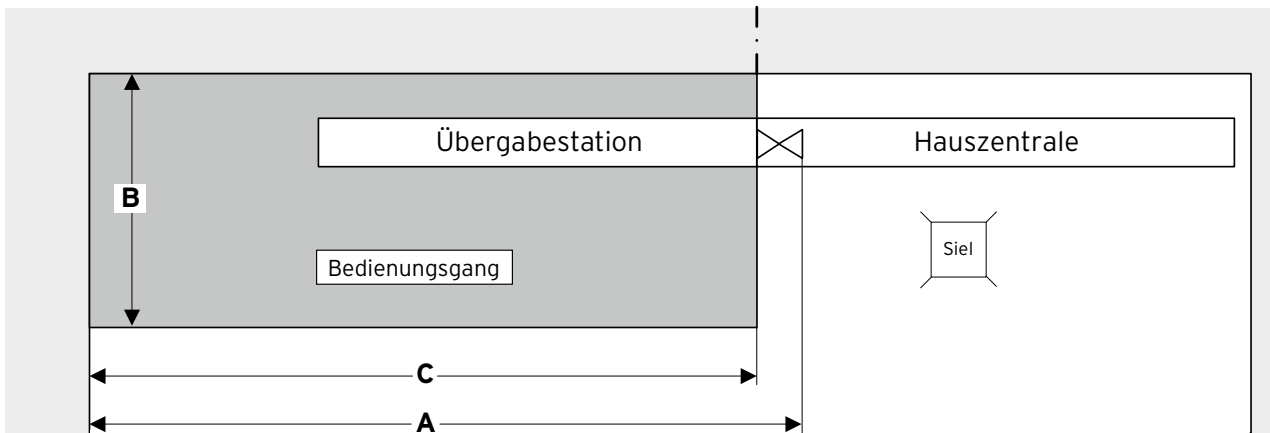 Übergabestation
Hauszentrale
B
Siel
Bedienungsgang
C
A